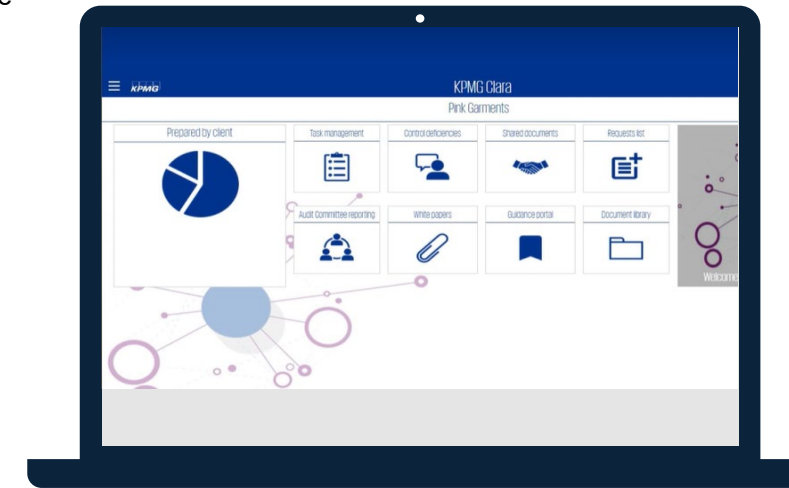 KPMG
KPMG Clara
Pink Garments
Prepared by client
Task management
Control deficiencies
Shared documents
Requests list
Audit Committee reporting
White papers
Guidance portal
Document library
Welcome